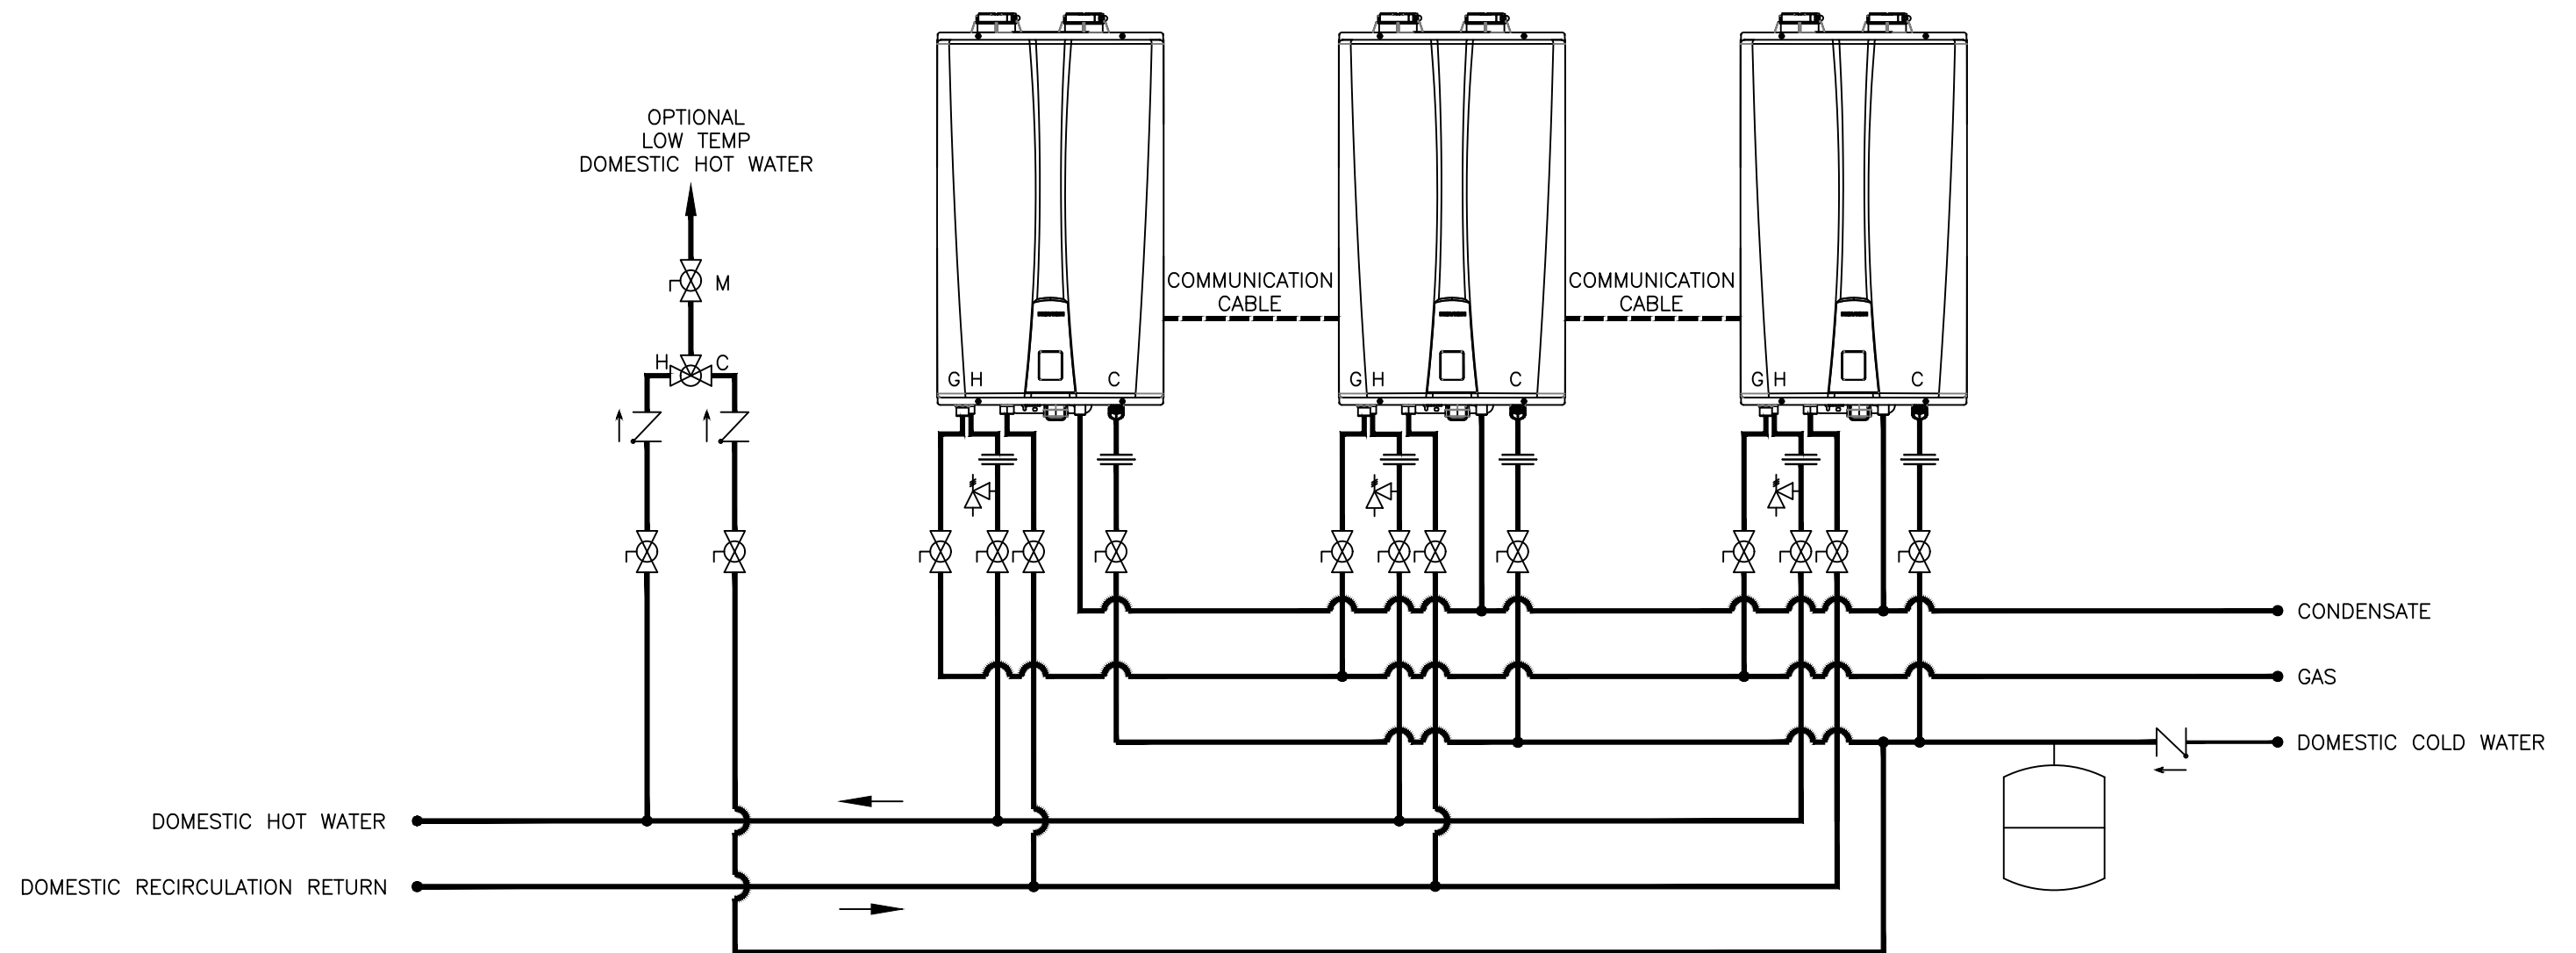 OPTIONAL
LOW TEMP
DOMESTIC HOT WATER
M
H C
COMMUNICATION
CABLE
COMMUNICATION
CABLE
G H C
G H C
G H C
CONDENSATE
GAS
DOMESTIC COLD WATER
DOMESTIC HOT WATER
DOMESTIC RECIRCULATION RETURN